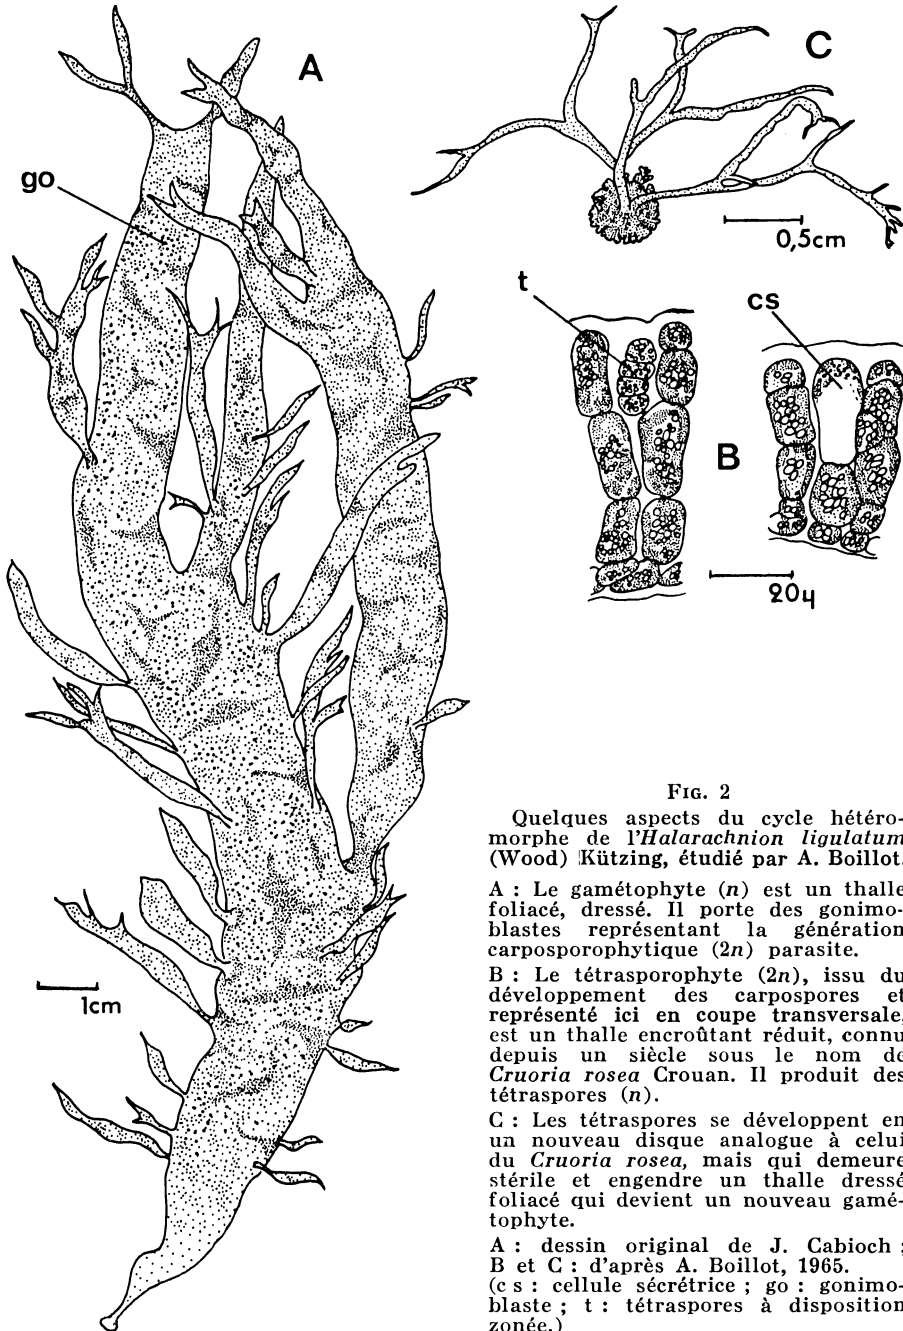 A
C
go
0,5cm
t
cs
B
20µ
1cm
FIG. 2
Quelques aspects du cycle hétéro-
morphe de l'Halarachnion ligulatum
(Wood) Kützing, étudié par A. Boillot.
A : Le gamétophyte (n) est un thalle
foliacé, dressé. Il porte des gonimo-
blastes représentant la génération
carposporophytique (2n) parasite.
B : Le tétrasporophyte (2n), issu du
développement des carpospores et
représenté ici en coupe transversale,
est un thalle encroûtant réduit, connu
depuis un siècle sous le nom de
Cruoria rosea Crouan. Il produit des
tétraspores (n).
C : Les tétraspores se développent en
un nouveau disque analogue à celui
du Cruoria rosea, mais qui demeure
stérile et engendre un thalle dressé
foliacé qui devient un nouveau gamé-
tophyte.
A : dessin original de J. Cabioch ;
B et C : d'après A. Boillot, 1965.
(cs : cellule sécrétrice ; go : gonimo-
blaste ; t : tétraspores à disposition
zonée.)